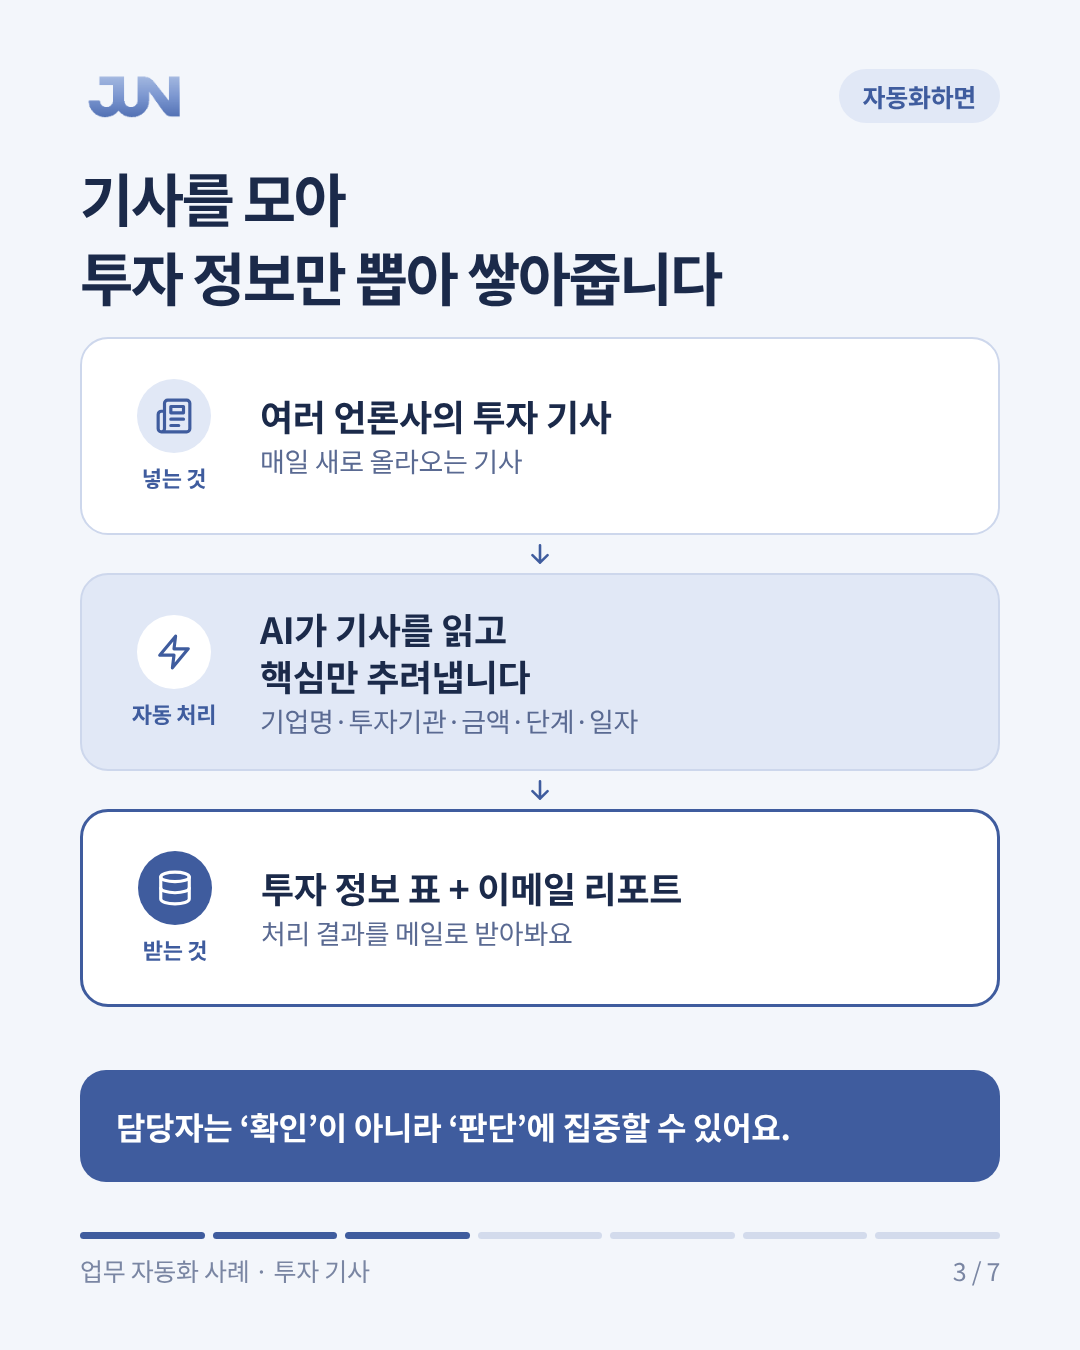 JUN
자동화하면
기사를 모아
투자 정보만 뽑아 쌓아줍니다
넣는 것
여러 언론사의 투자 기사
매일 새로 올라오는 기사
자동 처리
AI가 기사를 읽고
핵심만 추려냅니다
기업명·투자기관·금액·단계·일자
받는 것
투자 정보 표 + 이메일 리포트
처리 결과를 메일로 받아봐요
담당자는 ‘확인’이 아니라 ‘판단’에 집중할 수 있어요.
업무 자동화 사례 · 투자 기사
3 / 7